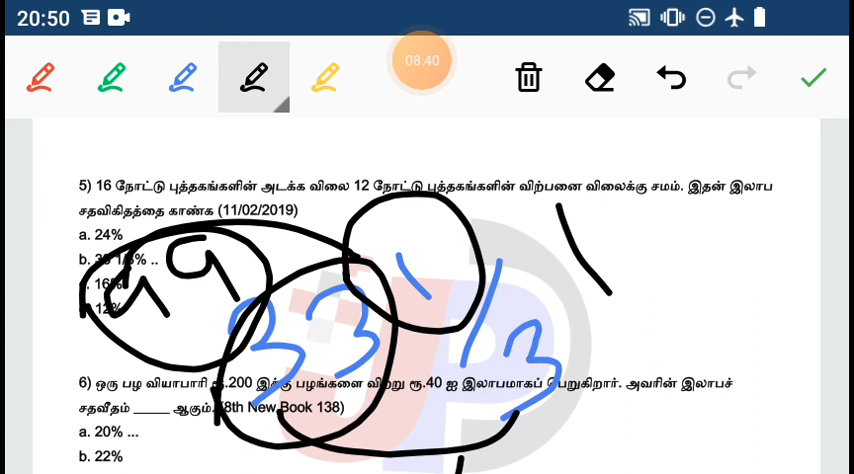 20:50
08:40
5) 16 நோட்டு புத்தகங்களின் அடக்க விலை 12 நோட்டு புத்தகங்களின் விற்பனை விலைக்கு சமம். இதன் இலாப
சதவிகிதத்தை காண்க (11/02/2019)
a. 24%
b. 33 1/3% ..
16%
12%
33 1/3
6) ஒரு பழ வியாபாரி ரூ.200 இக்கு பழங்களை விற்று ரூ.40 ஐ இலாபமாகப் பெறுகிறார். அவரின் இலாபச்
சதவீதம் _____ ஆகும். (8th New Book 138)
a. 20% ...
b. 22%